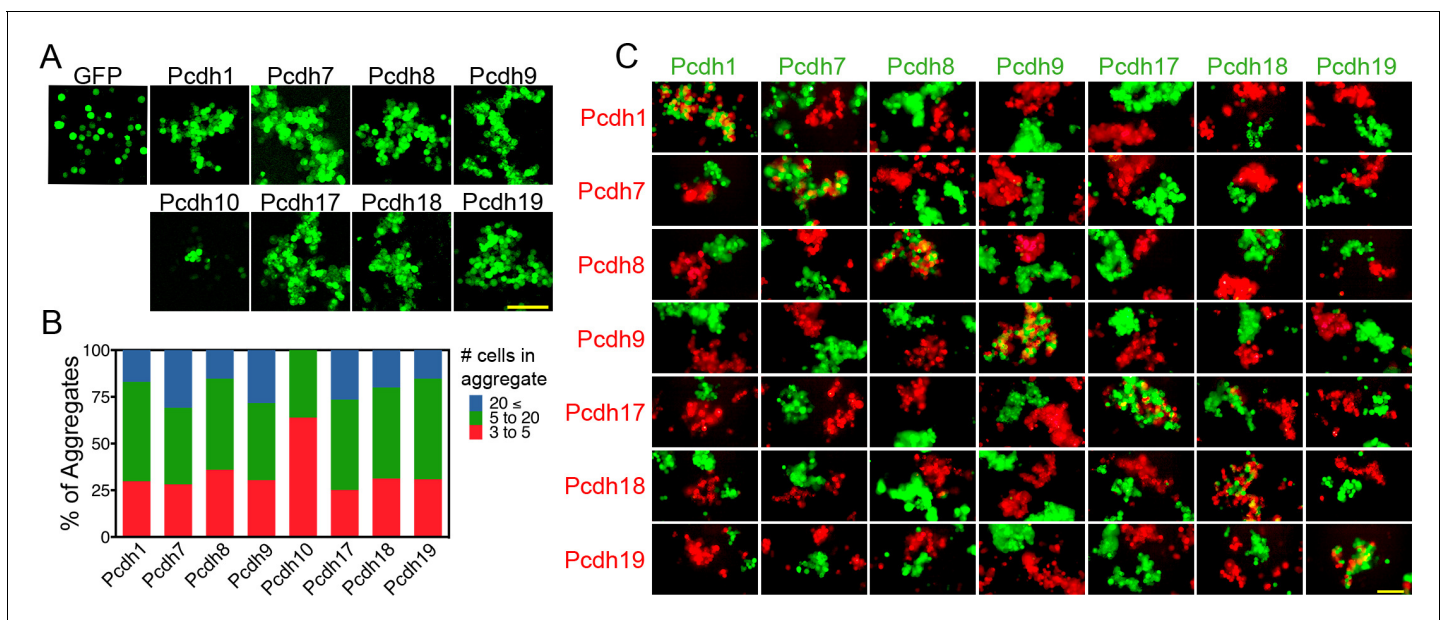 A
GFP Pcdh1 Pcdh7 Pcdh8 Pcdh9
Pcdh10 Pcdh17 Pcdh18 Pcdh19
B
100
75
50
25
0
% of Aggregates
Pcdh1 Pcdh7 Pcdh8 Pcdh9 Pcdh10 Pcdh17 Pcdh18 Pcdh19
# cells in
aggregate
20 ≤
5 to 20
3 to 5
C
Pcdh1 Pcdh7 Pcdh8 Pcdh9 Pcdh17 Pcdh18 Pcdh19
Pcdh1
Pcdh7
Pcdh8
Pcdh9
Pcdh17
Pcdh18
Pcdh19